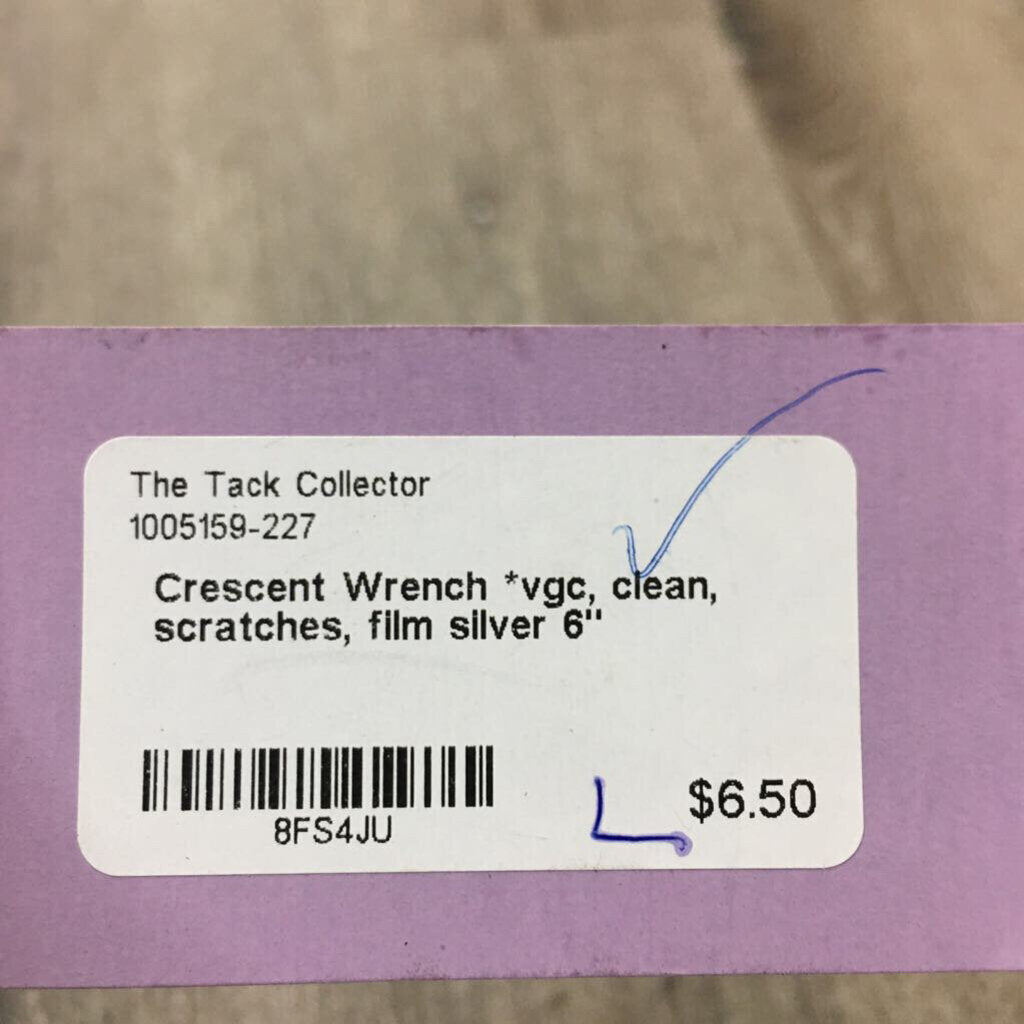 The Tack Collector
1005159-227
Crescent Wrench *vgc, clean,
scratches, film silver 6"
8FS4JU
L $6.50